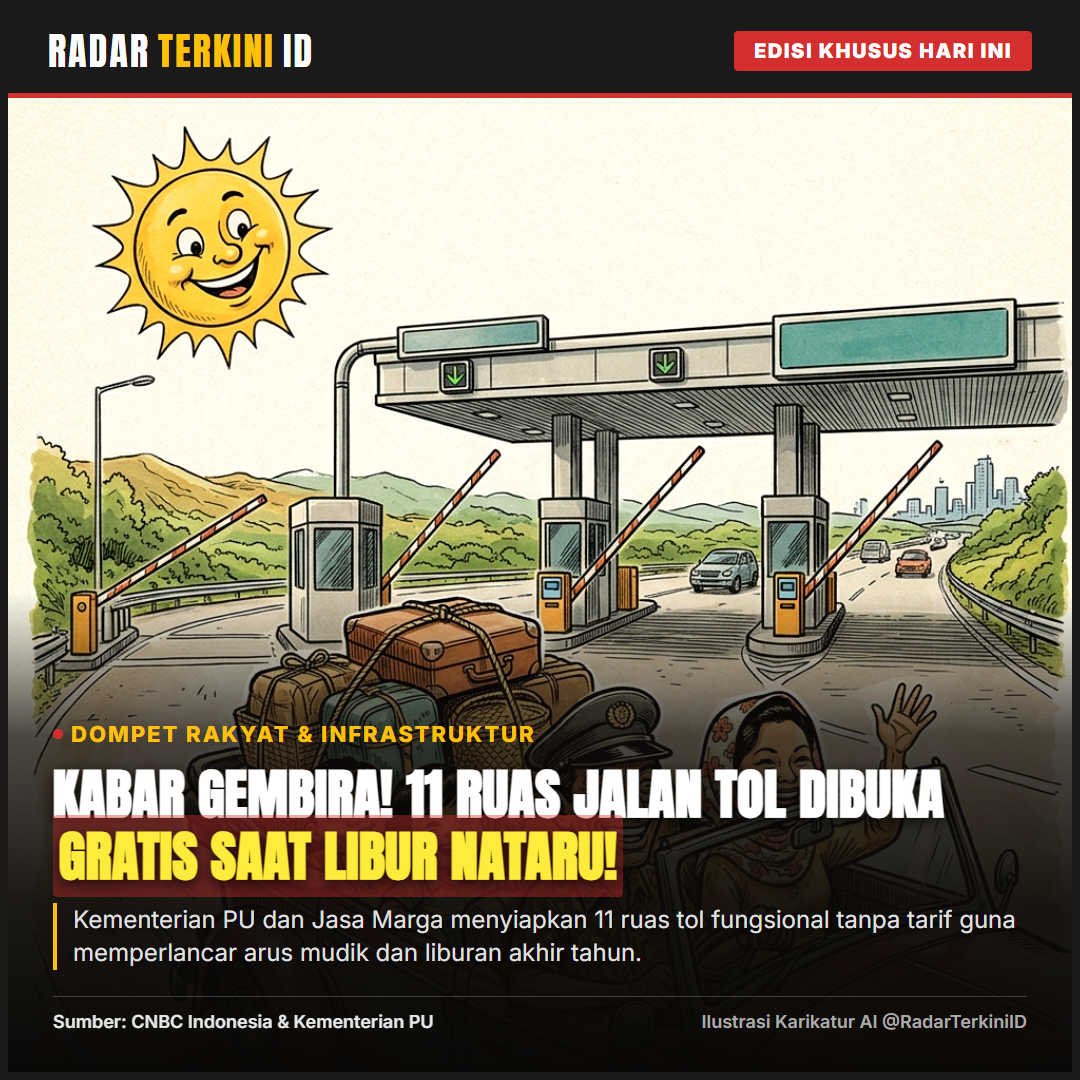 RADAR TERKINI ID
EDISI KHUSUS HARI INI
DOMPET RAKYAT & INFRASTRUKTUR
KABAR GEMBIRA! 11 RUAS JALAN TOL DIBUKA
GRATIS SAAT LIBUR NATARU!
Kementerian PU dan Jasa Marga menyiapkan 11 ruas tol fungsional tanpa tarif guna
memperlancar arus mudik dan liburan akhir tahun.
Sumber: CNBC Indonesia & Kementerian PU
Ilustrasi Karikatur AI @RadarTerkiniID